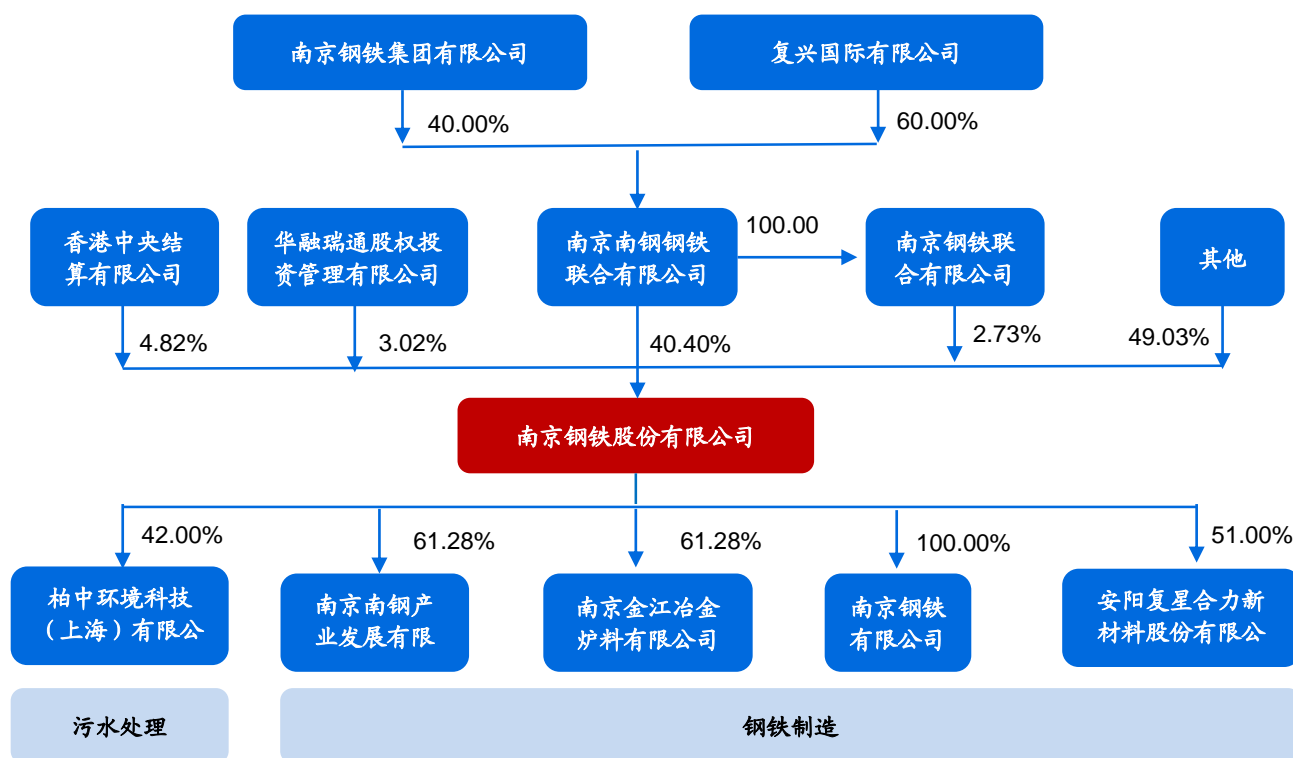 南京钢铁集团有限公司
复兴国际有限公司
40.00%
60.00%
香港中央结
算有限公司
华融瑞通股权投
资管理有限公司
南京南钢钢铁
联合有限公司
100.00
南京钢铁联
合有限公司
其他
4.82%
3.02%
40.40%
2.73%
49.03%
南京钢铁股份有限公司
42.00%
61.28%
61.28%
100.00%
51.00%
柏中环境科技
（上海）有限公
南京南钢产
业发展有限
南京金江冶金
炉料有限公司
南京钢铁
有限公司
安阳复星合力新
材料股份有限公
污水处理
钢铁制造